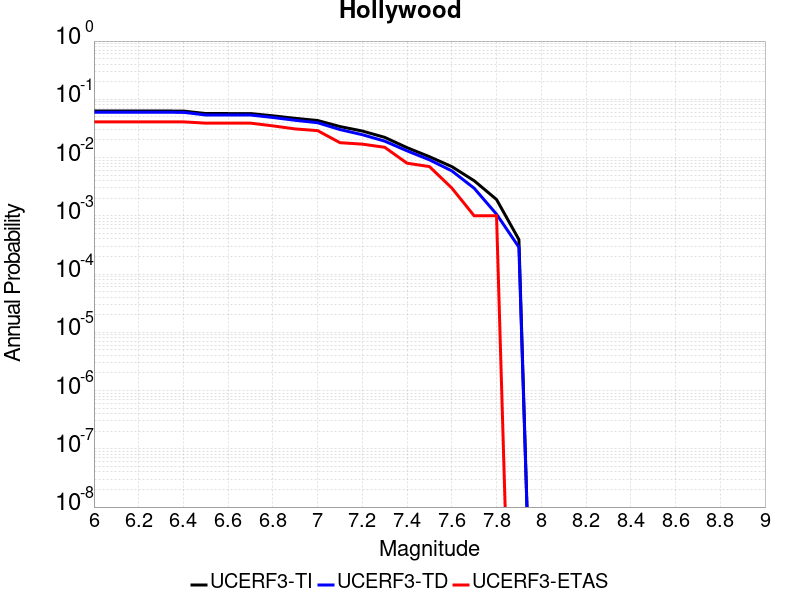 Hollywood
10^0
10^-1
10^-2
10^-3
10^-4
10^-5
10^-6
10^-7
10^-8
Annual Probability
6 6.2 6.4 6.6 6.8 7 7.2 7.4 7.6 7.8 8 8.2 8.4 8.6 8.8 9
Magnitude
UCERF3-TI UCERF3-TD UCERF3-ETAS